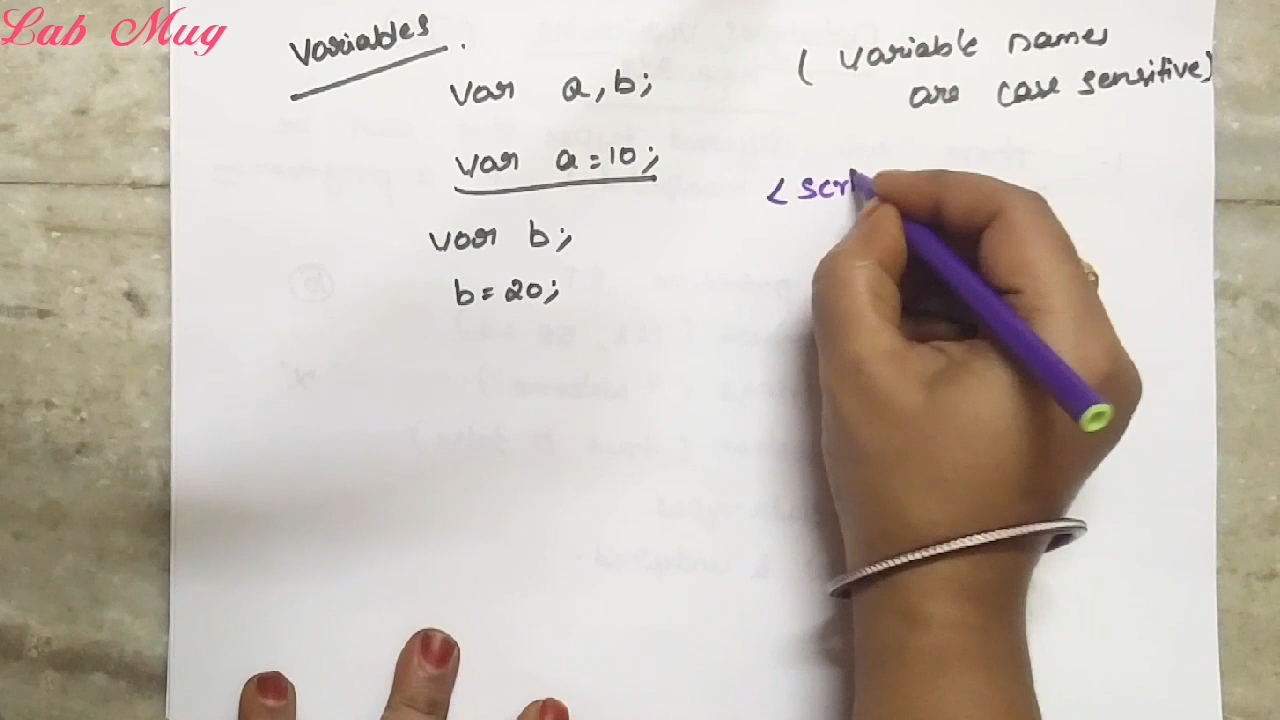 Lab Mug
Variables.
var a,b;
var a=10;
var b;
b=20;
( variable names
are case sensitive)
<scr